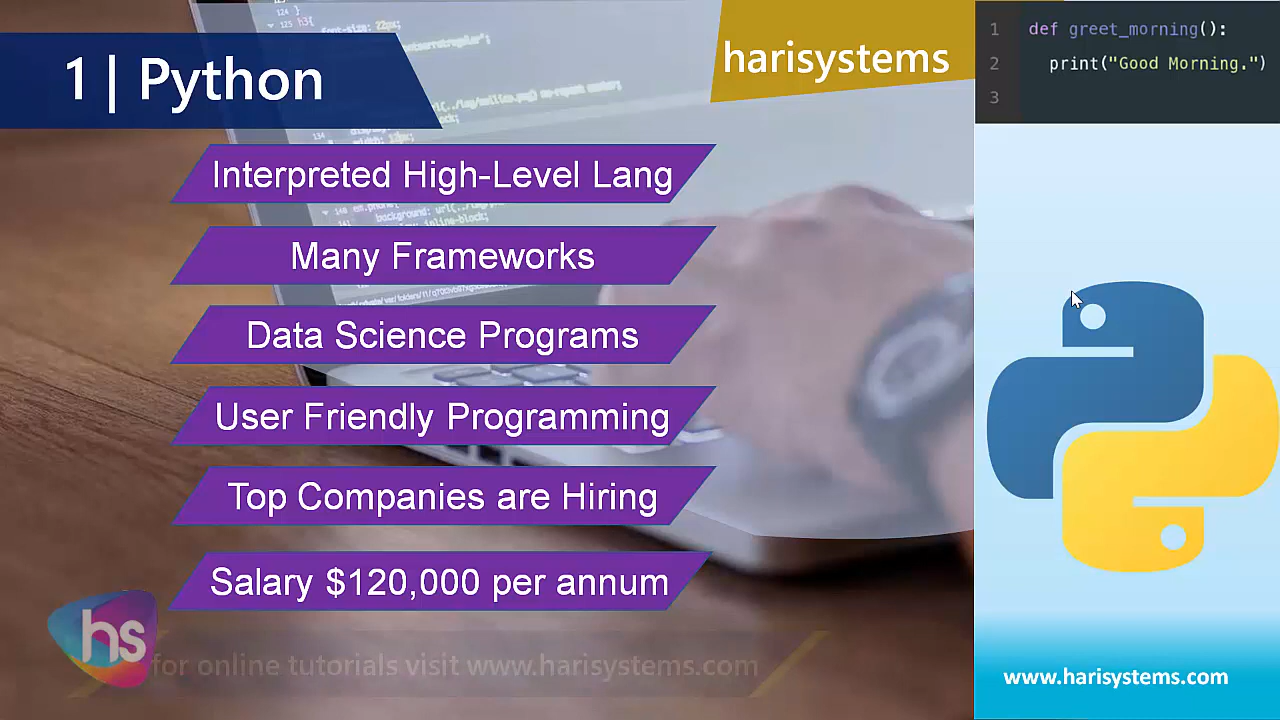 1 | Python
harisystems
1 def greet_morning():
2 print("Good Morning.")
3
Interpreted High-Level Lang
Many Frameworks
Data Science Programs
User Friendly Programming
Top Companies are Hiring
Salary $120,000 per annum
hs
for online tutorials visit www.harisystems.com
www.harisystems.com